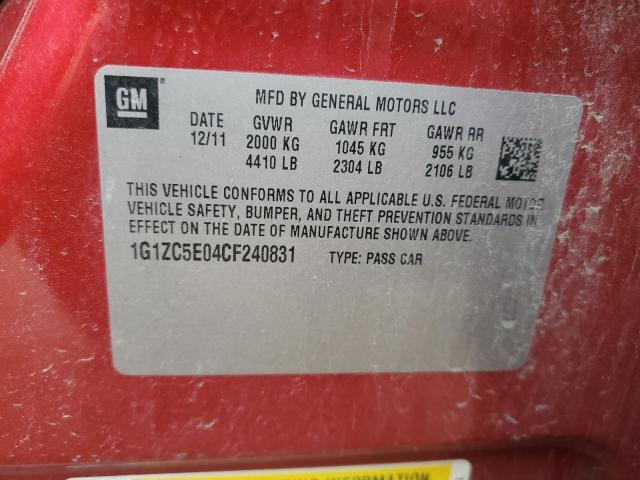 GM
MFD BY GENERAL MOTORS LLC
DATE GVWR GAWR FRT GAWR RR
12/11 2000 KG 1045 KG 955 KG
4410 LB 2304 LB 2106 LB
THIS VEHICLE CONFORMS TO ALL APPLICABLE U.S. FEDERAL MOTOR
VEHICLE SAFETY, BUMPER, AND THEFT PREVENTION STANDARDS IN
EFFECT ON THE DATE OF MANUFACTURE SHOWN ABOVE.
1G1ZC5E04CF240831 TYPE: PASS CAR
INFORMATION